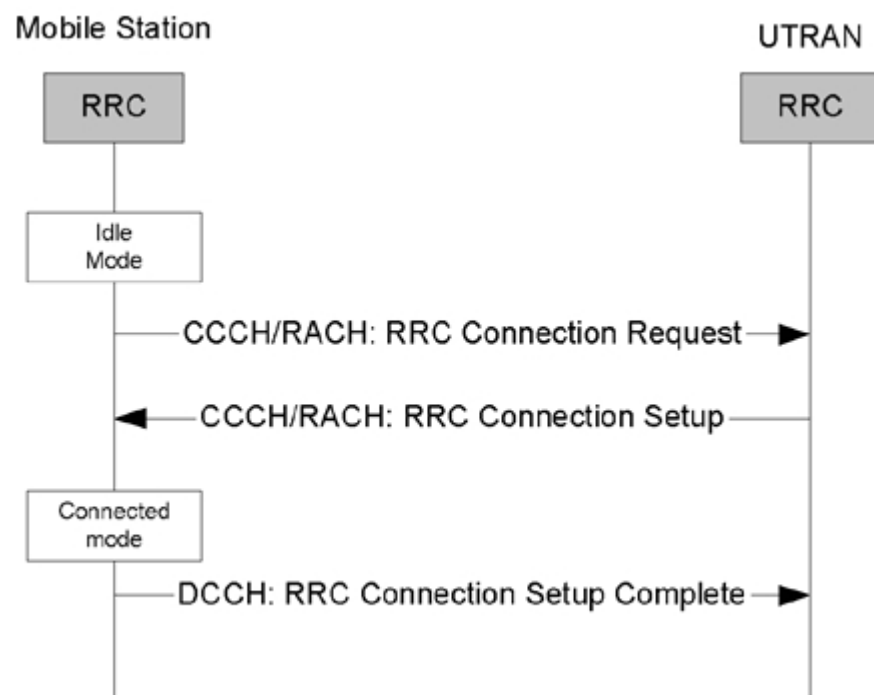 Mobile Station
UTRAN
RRC
RRC
Idle
Mode
CCCH/RACH: RRC Connection Request
CCCH/RACH: RRC Connection Setup
Connected
mode
DCCH: RRC Connection Setup Complete